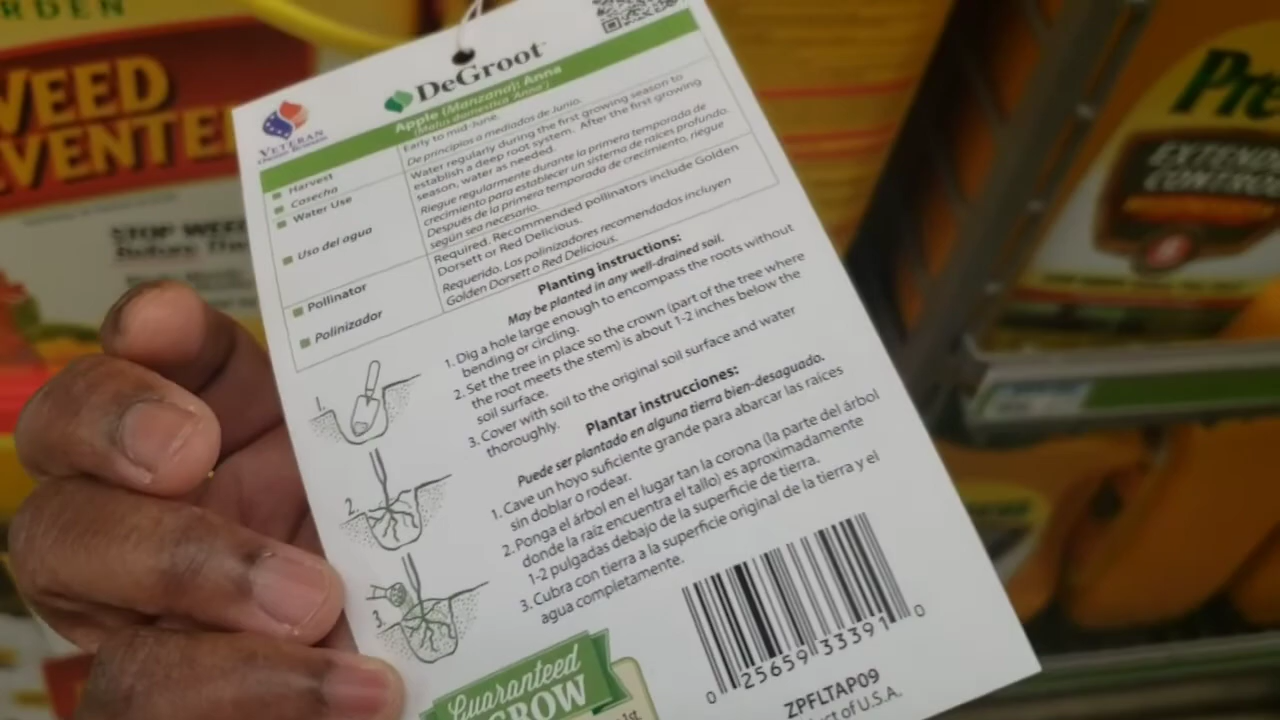 RDEN
WEED
VENTE
STOP WEE
Before The
DeGroot
VETERAN
Apple (Manzana): Anna
(Malus domestica 'Anna')
Harvest
Cosecha
Early to mid-June.
De principios a mediados de Junio.
Water Use
Water regularly during the first growing season to
establish a deep root system. After the first growing
season, water as needed.
Uso del agua
Riegue regularmente durante la primera temporada de
crecimiento para establecer un sistema de raíces profundo.
Después de la primera temporada de crecimiento, riegue
según sea necesario.
Pollinator
Required. Recommended pollinators include Golden
Dorsett or Red Delicious.
Polinizador
Requerido. Los polinizadores recomendados incluyen
Golden Dorsett o Red Delicious.
Planting instructions:
May be planted in any well-drained soil.
1. Dig a hole large enough to encompass the roots without
bending or circling.
2. Set the tree in place so the crown (part of the tree where
the root meets the stem) is about 1-2 inches below the
soil surface.
3. Cover with soil to the original soil surface and water
thoroughly.
Plantar instrucciones:
Puede ser plantado en alguna tierra bien-desaguado.
1. Cave un hoyo suficiente grande para abarcar las raíces
sin doblar o rodear.
2. Ponga el árbol en el lugar tan la corona (la parte del árbol
donde la raíz encuentra el tallo) es aproximadamente
1-2 pulgadas debajo de la superficie de tierra.
3. Cubra con tierra a la superficie original de la tierra y el
agua completamente.
1.
2.
3.
Guaranteed
GROW
0 25659 33391 0
ZPFLTAP09
ct of U.S.A.
Pre
EXTEND
CONTRO